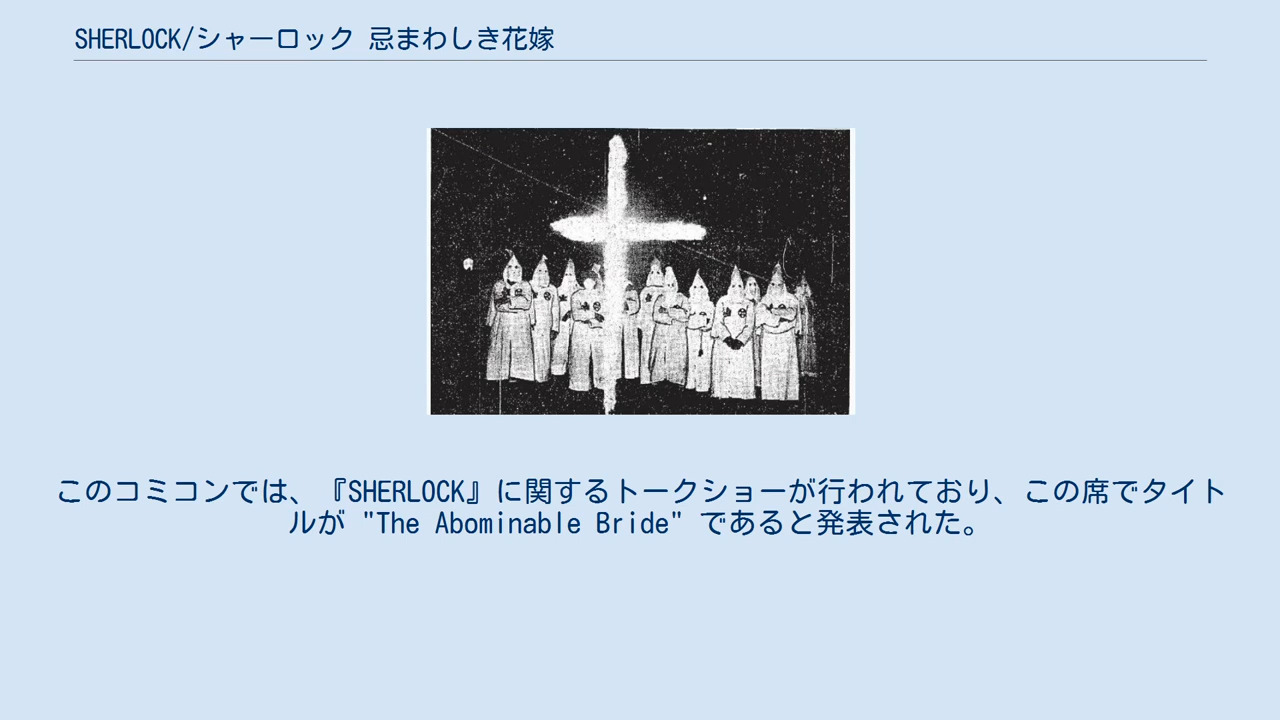 SHERLOCK/シャーロック 忌まわしき花嫁
このコミコンでは、『SHERLOCK』に関するトークショーが行われており、この席でタイト
ルが "The Abominable Bride" であると発表された。